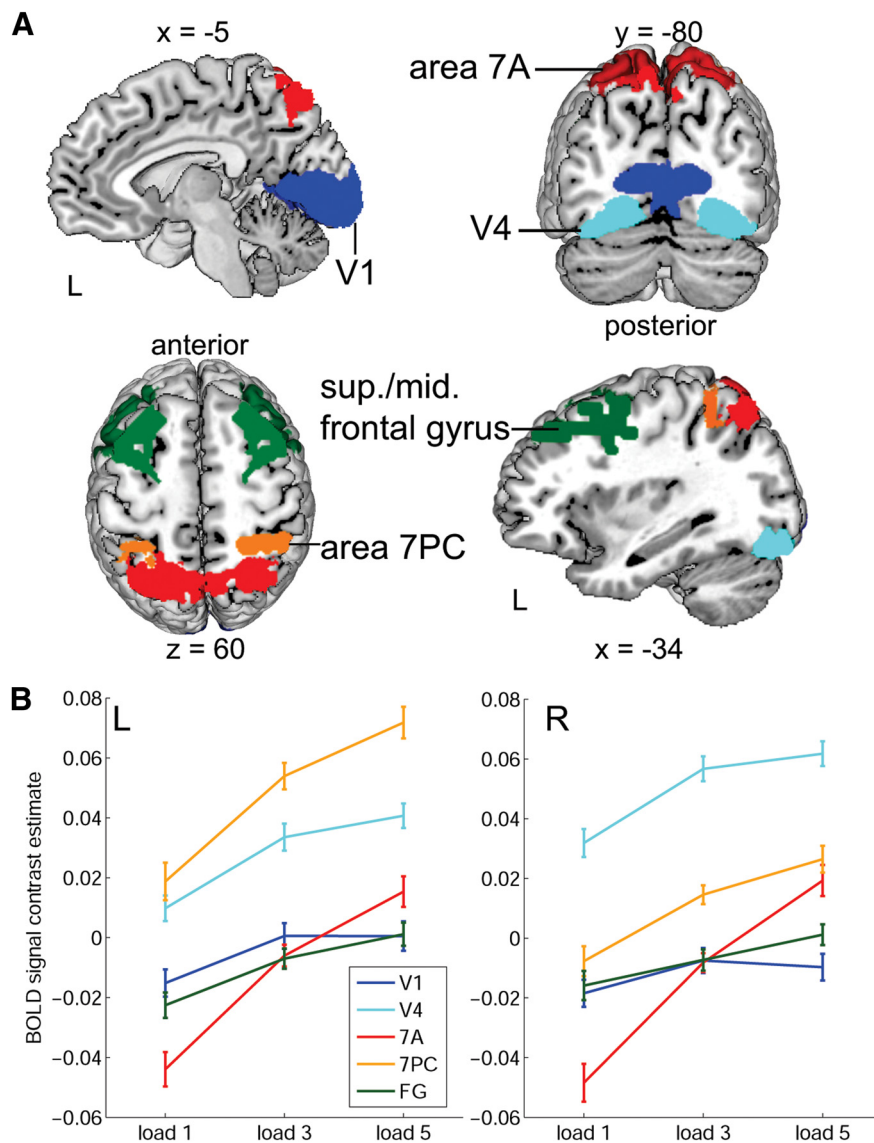 A
x = -5
y = -80
area 7A
V4
V1
L
posterior
anterior
sup./mid.
frontal gyrus
area 7PC
L
z = 60
x = -34
B
L
R
BOLD signal contrast estimate
0.08
0.06
0.04
0.02
0
−0.02
−0.04
−0.06
load 1
load 3
load 5
V1
V4
7A
7PC
FG
0.08
0.06
0.04
0.02
0
−0.02
−0.04
−0.06
load 1
load 3
load 5